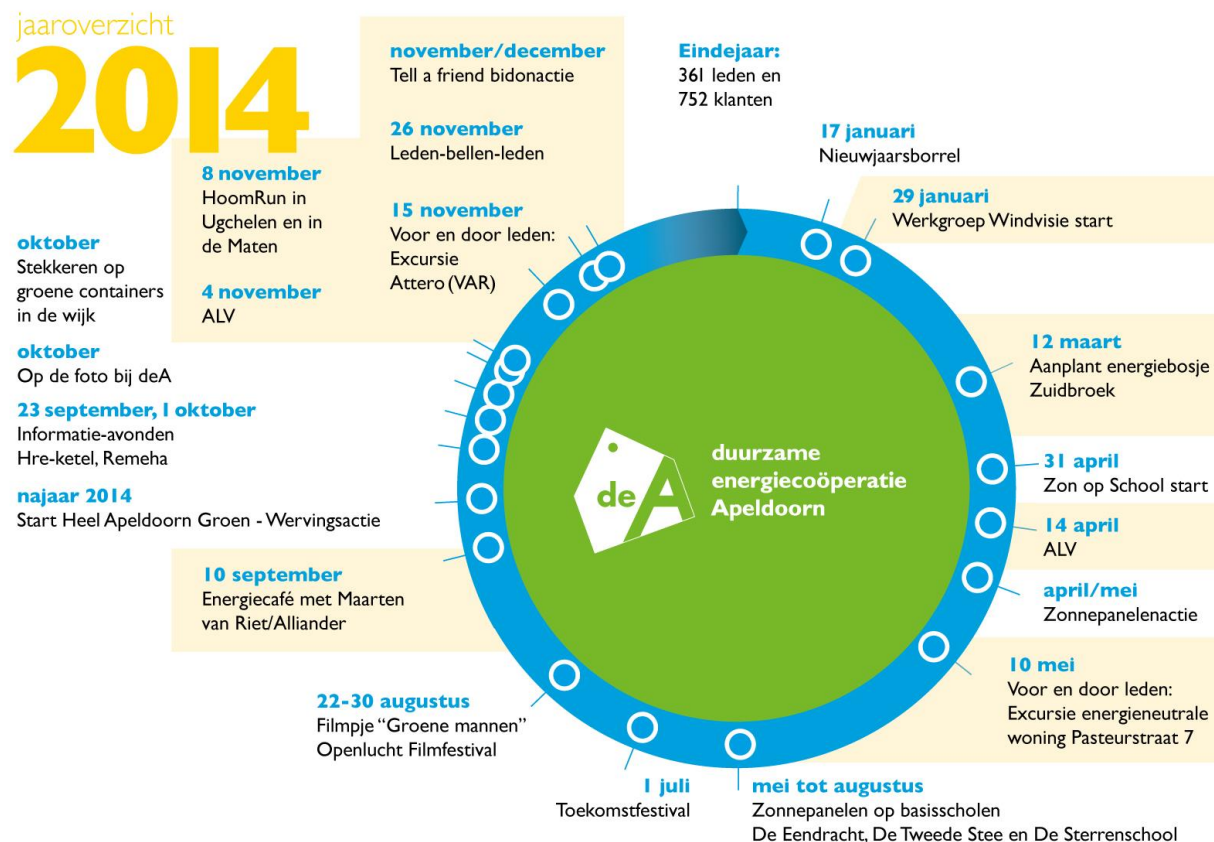 jaaroverzicht
2014
Eindejaar:
361 leden en
752 klanten
17 januari
Nieuwjaarsborrel
29 januari
Werkgroep Windvisie start
12 maart
Aanplant energiebosje
Zuidbroek
31 april
Zon op School start
14 april
ALV
april/mei
Zonnepanelenactie
10 mei
Voor en door leden:
Excursie energieneutrale
woning Pasteurstraat 7
mei tot augustus
Zonnepanelen op basisscholen
De Eendracht, De Tweede Stee en De Sterrenschool
1 juli
Toekomstfestival
22-30 augustus
Filmpje “Groene mannen”
Openlucht Filmfestival
10 september
Energiecafé met Maarten
van Riet/Alliander
najaar 2014
Start Heel Apeldoorn Groen - Wervingsactie
23 september, 1 oktober
Informatie-avonden
Hre-ketel, Remeha
oktober
Op de foto bij deA
oktober
Stekkeren op
groene containers
in de wijk
4 november
ALV
8 november
HoomRun in
Ugchelen en in
de Maten
15 november
Voor en door leden:
Excursie
Attero (VAR)
26 november
Leden-bellen-leden
november/december
Tell a friend bidonactie
deA
duurzame
energiecoöperatie
Apeldoorn